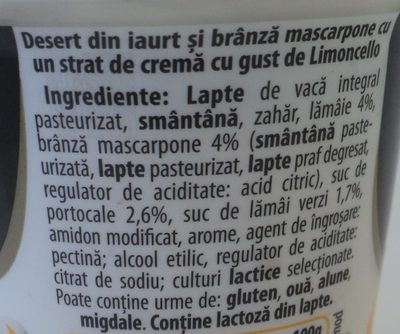 Desert din iaurt și brânză mascarpone cu
un strat de cremă cu gust de Limoncello
Ingrediente: Lapte de vacă integral
pasteurizat, smântână, zahăr, lămâie 4%,
brânză mascarpone 4% (smântână paste-
urizată, lapte pasteurizat, lapte praf degresat,
regulator de aciditate: acid citric), suc de
portocale 2,6%, suc de lămâi verzi 1,7%,
amidon modificat, arome, agent de îngroșare:
pectină; alcool etilic, regulator de aciditate:
citrat de sodiu; culturi lactice selecționate.
Poate conține urme de: gluten, ouă, alune,
migdale. Conține lactoză din lapte.
100g